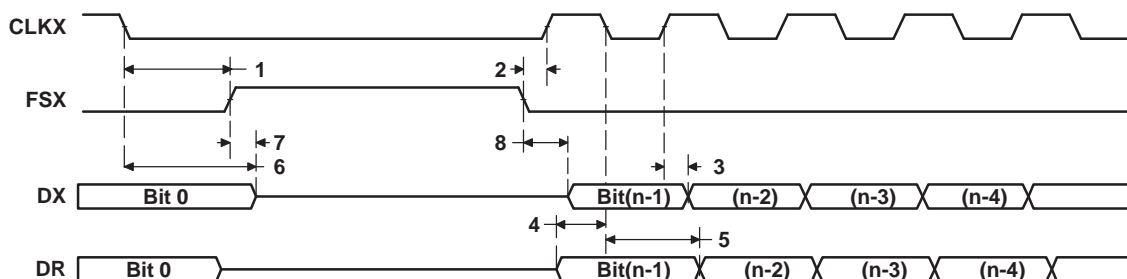 CLKX
1
2
FSX
7
8
6
3
DX
Bit 0
Bit(n-1)
(n-2)
(n-3)
(n-4)
4
5
DR
Bit 0
Bit(n-1)
(n-2)
(n-3)
(n-4)